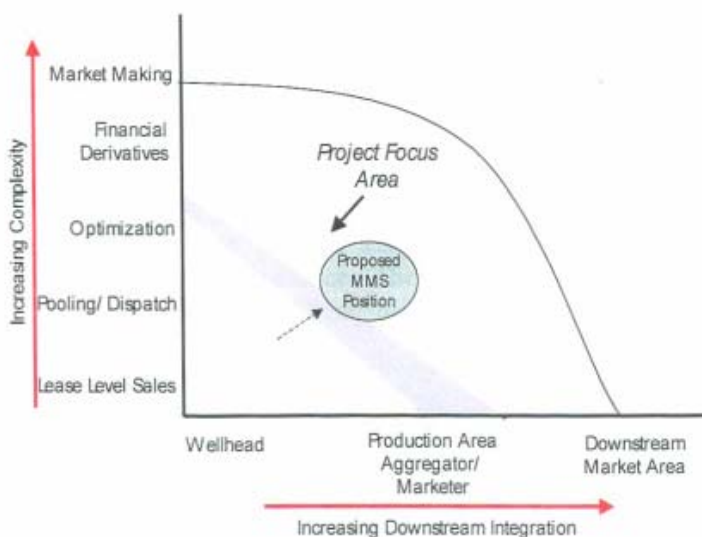 Increasing Complexity
Market Making
Financial
Derivatives
Optimization
Pooling/ Dispatch
Lease Level Sales
Project Focus
Area
Proposed
MMS
Position
Wellhead
Production Area
Aggregator/
Marketer
Downstream
Market Area
Increasing Downstream Integration